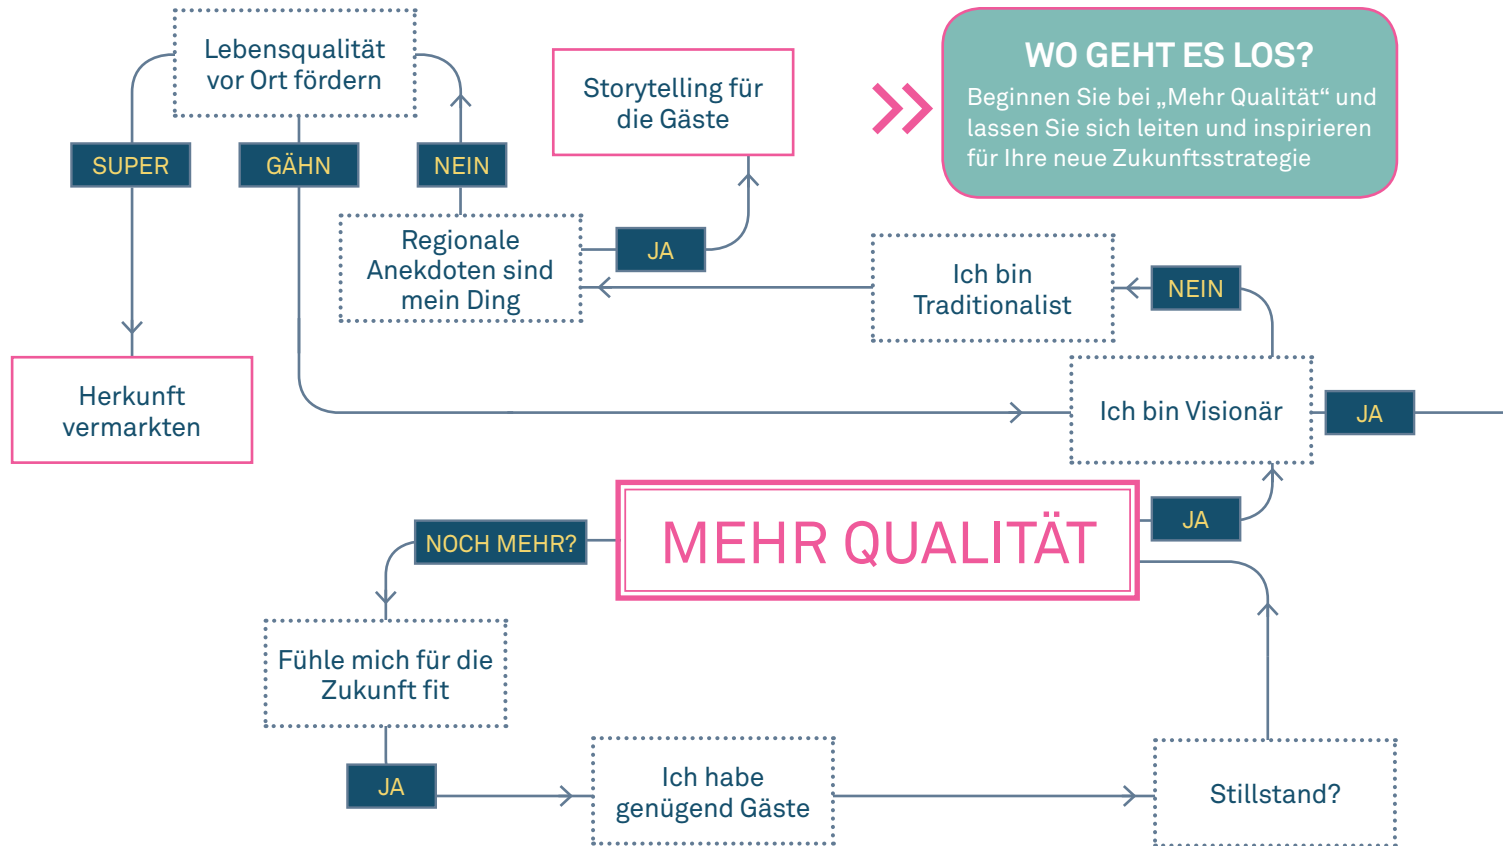 Lebensqualität
vor Ort fördern
Storytelling für
die Gäste
WO GEHT ES LOS?
Beginnen Sie bei „Mehr Qualität“ und
lassen Sie sich leiten und inspirieren
für Ihre neue Zukunftsstrategie
SUPER
GÄHN
NEIN
Regionale
Anekdoten sind
mein Ding
JA
Ich bin
Traditionalist
NEIN
Herkunft
vermarkten
Ich bin Visionär
JA
MEHR QUALITÄT
JA
NOCH MEHR?
Fühle mich für die
Zukunft fit
JA
Ich habe
genügend Gäste
Stillstand?